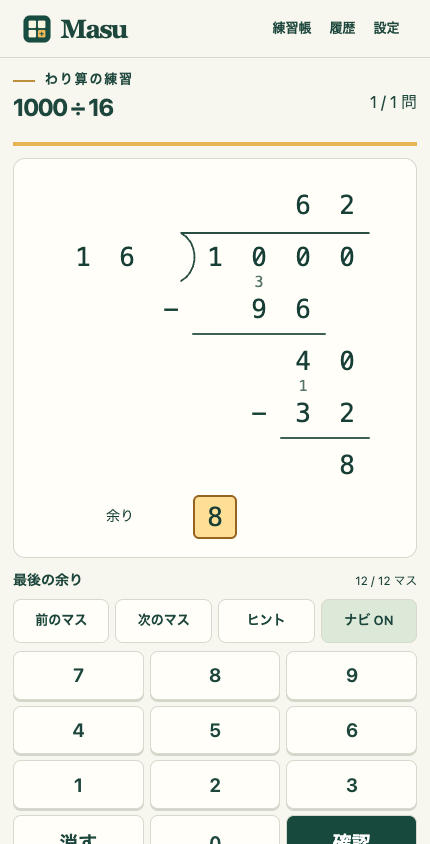 Masu 練習帳 履歴 設定
わり算の練習
1000÷16
1 / 1 問
6 2
1 6 1 0 0 0
3
− 9 6
4 0
1
− 3 2
8
余り 8
最後の余り 12 / 12 マス
前のマス 次のマス ヒント ナビ ON
7 8 9
4 5 6
1 2 3
消す 0 確認